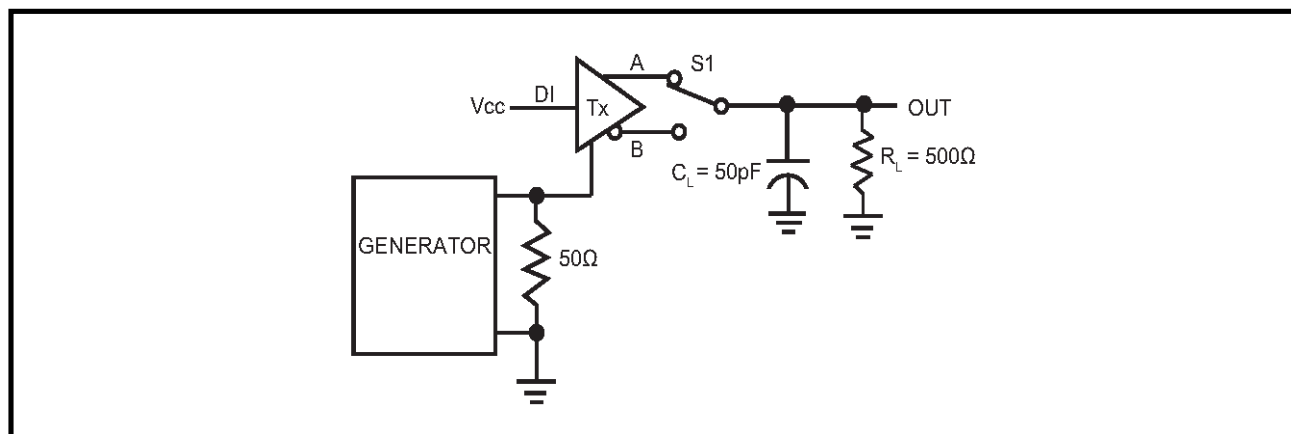 A
S1
Vcc
DI
Tx
OUT
B
C_L = 50pF
R_L = 500Ω
GENERATOR
50Ω